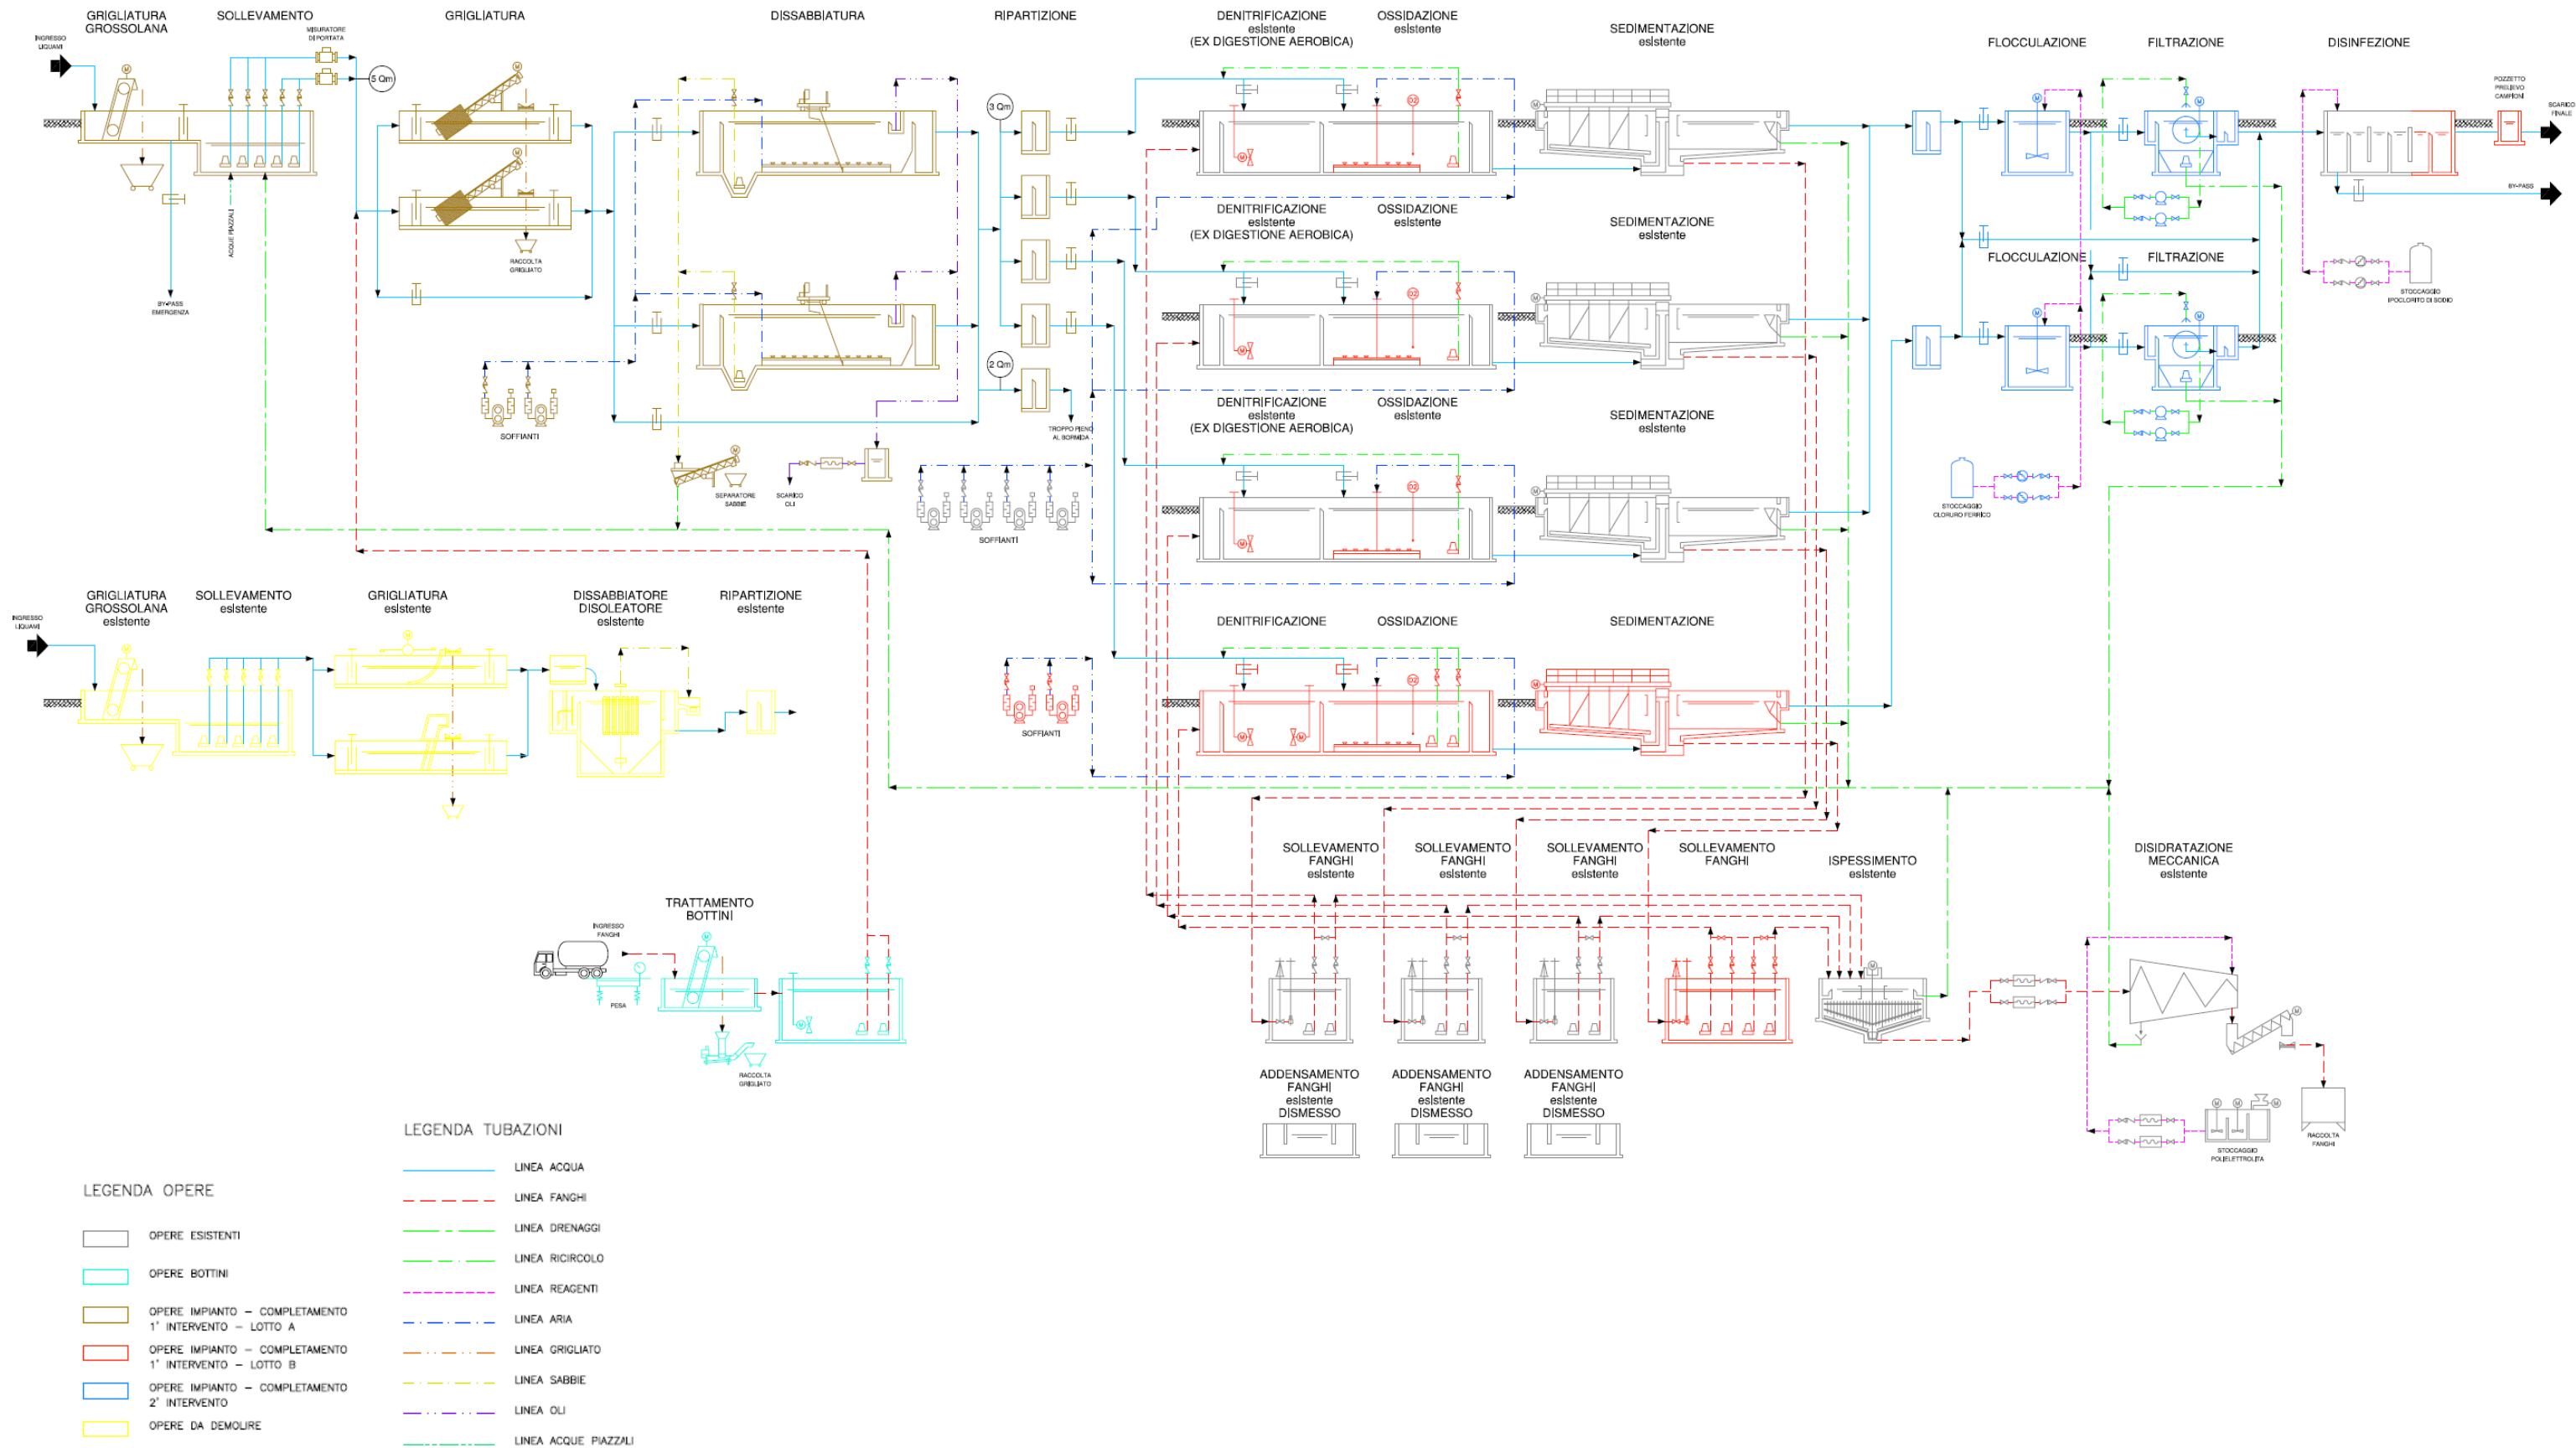 GRIGLIATURA
GROSSOLANA
SOLLEVAMENTO
GRIGLIATURA
DISSABBIATURA
RIPARTIZIONE
DENITRIFICAZIONE
esistente
(EX DIGESTIONE AEROBICA)
OSSIDAZIONE
esistente
SEDIMENTAZIONE
esistente
FLOCCULAZIONE
FILTRAZIONE
DISINFEZIONE
INGRESSO
LIQUAMI
MISURATORE
DI PORTATA
5 Qm
3 Qm
POZZETTO
PRELIEVO
CAMPIONI
SCARICO
FINALE
BY-PASS
M
M
M
D2
M
M
M
M
ACQUE PIAZZALI
RACCOLTA
GRIGLIATO
BY-PASS
EMERGENZA
DENITRIFICAZIONE
esistente
(EX DIGESTIONE AEROBICA)
OSSIDAZIONE
esistente
SEDIMENTAZIONE
esistente
FLOCCULAZIONE
FILTRAZIONE
STOCCAGGIO
IPOCLORITO DI SODIO
D2
M
M
M
M
2 Qm
SOFFIANTI
TROPPO PIENO
AL BORMIDA
DENITRIFICAZIONE
esistente
(EX DIGESTIONE AEROBICA)
OSSIDAZIONE
esistente
SEDIMENTAZIONE
esistente
M
SEPARATORE
SABBIE
SCARICO
OLI
D2
M
M
STOCCAGGIO
CLORURO FERRICO
SOFFIANTI
GRIGLIATURA
GROSSOLANA
esistente
SOLLEVAMENTO
esistente
GRIGLIATURA
esistente
DISSABBIATORE
DISOLEATORE
esistente
RIPARTIZIONE
esistente
INGRESSO
LIQUAMI
M
M
DENITRIFICAZIONE
OSSIDAZIONE
SEDIMENTAZIONE
D2
M
M
M
SOFFIANTI
SOLLEVAMENTO
FANGHI
esistente
SOLLEVAMENTO
FANGHI
esistente
SOLLEVAMENTO
FANGHI
esistente
SOLLEVAMENTO
FANGHI
ISPESSIMENTO
esistente
DISIDRATAZIONE
MECCANICA
esistente
TRATTAMENTO
BOTTINI
INGRESSO
FANGHI
M
PESA
M
RACCOLTA
GRIGLIATO
M
M
ADDENSAMENTO
FANGHI
esistente
DISMESSO
ADDENSAMENTO
FANGHI
esistente
DISMESSO
ADDENSAMENTO
FANGHI
esistente
DISMESSO
M
M
M
STOCCAGGIO
POLIELETTROLITA
RACCOLTA
FANGHI
LEGENDA OPERE
OPERE ESISTENTI
OPERE BOTTINI
OPERE IMPIANTO – COMPLETAMENTO
1° INTERVENTO – LOTTO A
OPERE IMPIANTO – COMPLETAMENTO
1° INTERVENTO – LOTTO B
OPERE IMPIANTO – COMPLETAMENTO
2° INTERVENTO
OPERE DA DEMOLIRE
LEGENDA TUBAZIONI
LINEA ACQUA
LINEA FANGHI
LINEA DRENAGGI
LINEA RICIRCOLO
LINEA REAGENTI
LINEA ARIA
LINEA GRIGLIATO
LINEA SABBIE
LINEA OLI
LINEA ACQUE PIAZZALI